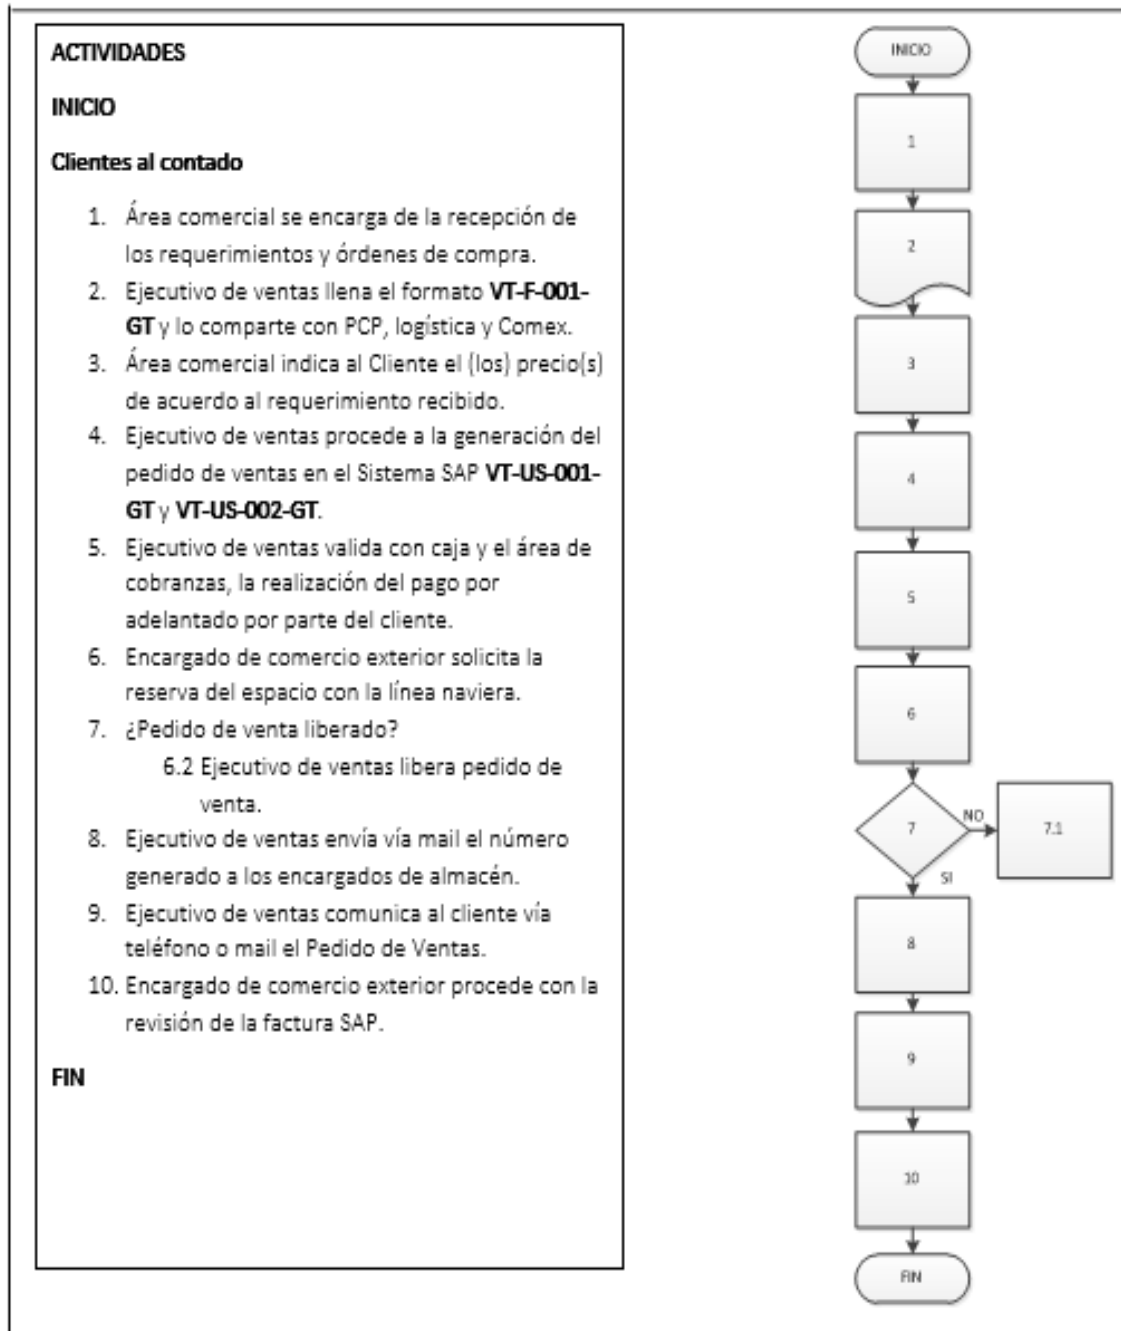 ACTIVIDADES
INICIO
Clientes al contado
1. Área comercial se encarga de la recepción de
los requerimientos y órdenes de compra.
2. Ejecutivo de ventas llena el formato VT-F-001-
GT y lo comparte con PCP, logística y Comex.
3. Área comercial indica al Cliente el (los) precio(s)
de acuerdo al requerimiento recibido.
4. Ejecutivo de ventas procede a la generación del
pedido de ventas en el Sistema SAP VT-US-001-
GT y VT-US-002-GT.
5. Ejecutivo de ventas valida con caja y el área de
cobranzas, la realización del pago por
adelantado por parte del cliente.
6. Encargado de comercio exterior solicita la
reserva del espacio con la línea naviera.
7. ¿Pedido de venta liberado?
6.2 Ejecutivo de ventas libera pedido de
venta.
8. Ejecutivo de ventas envía vía mail el número
generado a los encargados de almacén.
9. Ejecutivo de ventas comunica al cliente vía
teléfono o mail el Pedido de Ventas.
10. Encargado de comercio exterior procede con la
revisión de la factura SAP.
FIN
INICIO
1
2
3
4
5
6
7
NO
7.1
SI
8
9
10
FIN